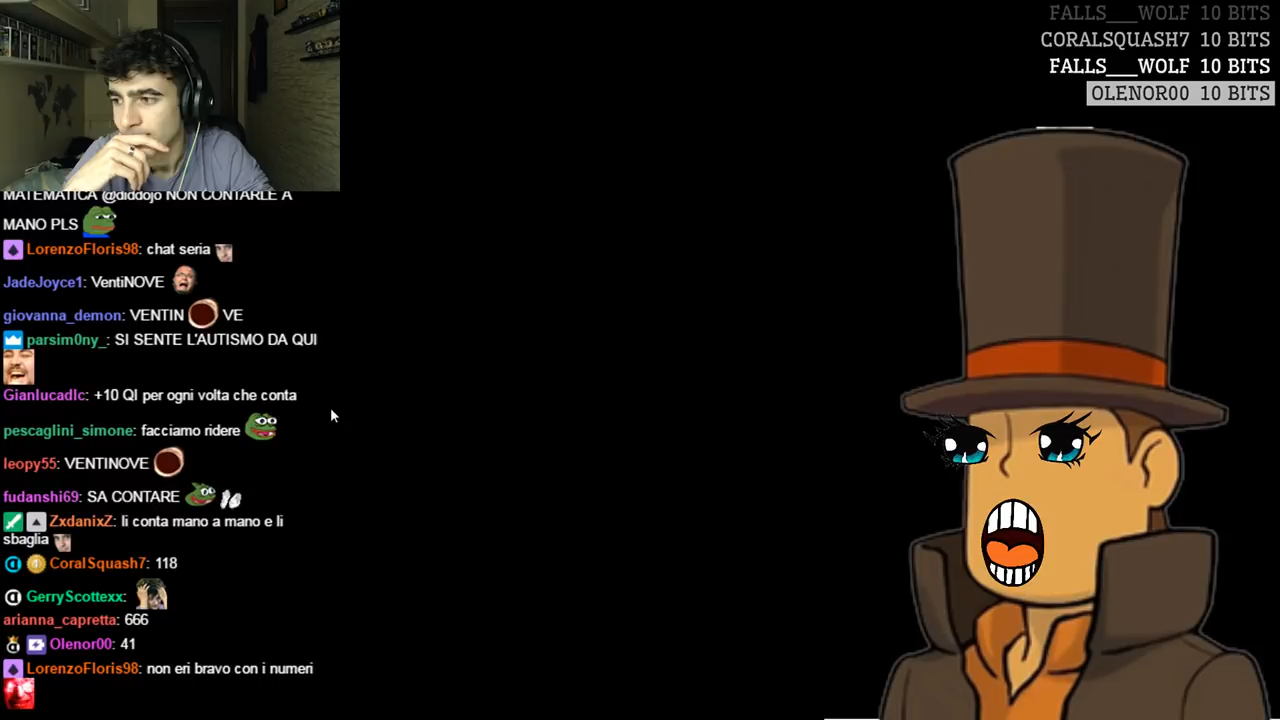 FALLS___WOLF 10 BITS
CORALSQUASH7 10 BITS
FALLS___WOLF 10 BITS
OLENOR00 10 BITS
MATEMATICA @diddojo NON CONTARLE A
MANO PLS
LorenzoFloris98: chat seria
JadeJoyce1: VentiNOVE
giovanna_demon: VENTIN VE
parsim0ny_: SI SENTE L'AUTISMO DA QUI
Gianlucadlc: +10 QI per ogni volta che conta
pescaglini_simone: facciamo ridere
leopy55: VENTINOVE
fudanshi69: SA CONTARE
ZxdanixZ: li conta mano a mano e li
sbaglia
CoralSquash7: 118
GerryScottexx:
arianna_capretta: 666
Olenor00: 41
LorenzoFloris98: non eri bravo con i numeri